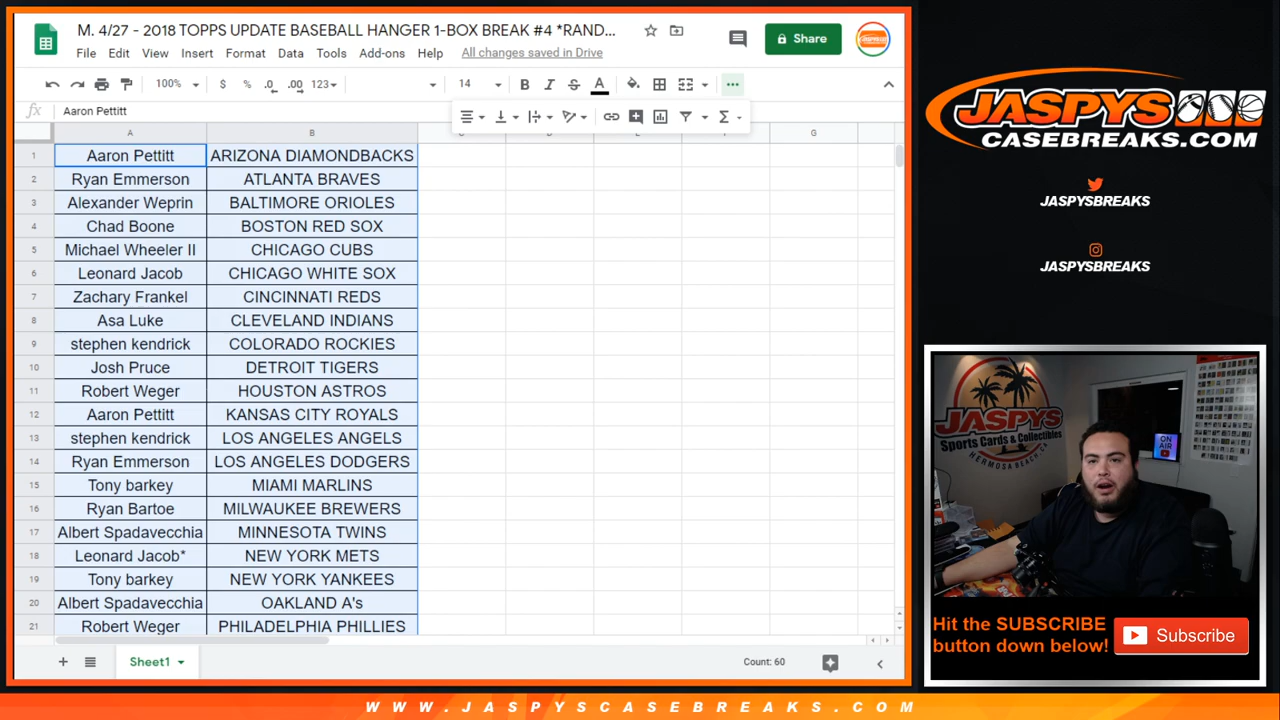 M. 4/27 - 2018 TOPPS UPDATE BASEBALL HANGER 1-BOX BREAK #4 *RAND...
File Edit View Insert Format Data Tools Add-ons Help All changes saved in Drive
Share
100% $ % .0 .00 123 14 B I S A
fx Aaron Pettitt
A B G
1 Aaron Pettitt ARIZONA DIAMONDBACKS
2 Ryan Emmerson ATLANTA BRAVES
3 Alexander Weprin BALTIMORE ORIOLES
4 Chad Boone BOSTON RED SOX
5 Michael Wheeler II CHICAGO CUBS
6 Leonard Jacob CHICAGO WHITE SOX
7 Zachary Frankel CINCINNATI REDS
8 Asa Luke CLEVELAND INDIANS
9 stephen kendrick COLORADO ROCKIES
10 Josh Pruce DETROIT TIGERS
11 Robert Weger HOUSTON ASTROS
12 Aaron Pettitt KANSAS CITY ROYALS
13 stephen kendrick LOS ANGELES ANGELS
14 Ryan Emmerson LOS ANGELES DODGERS
15 Tony barkey MIAMI MARLINS
16 Ryan Bartoe MILWAUKEE BREWERS
17 Albert Spadavecchia MINNESOTA TWINS
18 Leonard Jacob* NEW YORK METS
19 Tony barkey NEW YORK YANKEES
20 Albert Spadavecchia OAKLAND A's
21 Robert Weger PHILADELPHIA PHILLIES
Sheet1
Count: 60
JASPYS
CASEBREAKS.COM
JASPYSBREAKS
JASPYSBREAKS
JASPYS
Sports Cards & Collectibles
HERMOSA BEACH, CA
ON AIR
Hit the SUBSCRIBE
button down below!
Subscribe
WWW.JASPYSCASEBREAKS.COM